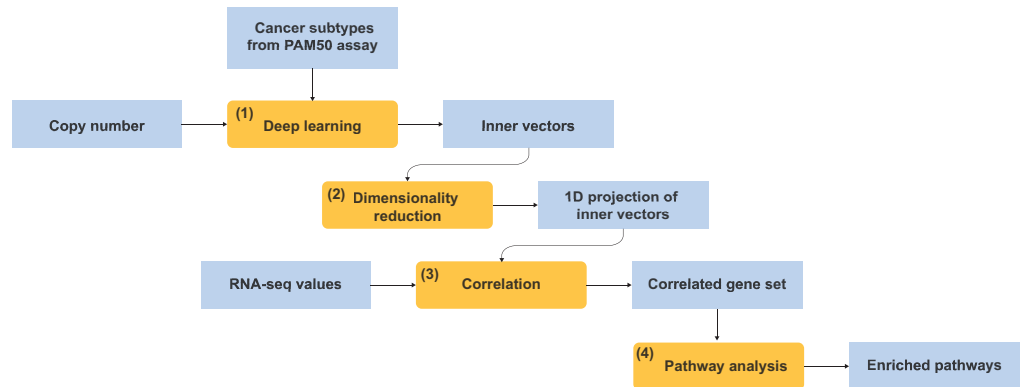 Cancer subtypes
from PAM50 assay
Copy number
(1)
Deep learning
Inner vectors
(2)
Dimensionality
reduction
1D projection of
inner vectors
RNA-seq values
(3)
Correlation
Correlated gene set
(4)
Pathway analysis
Enriched pathways